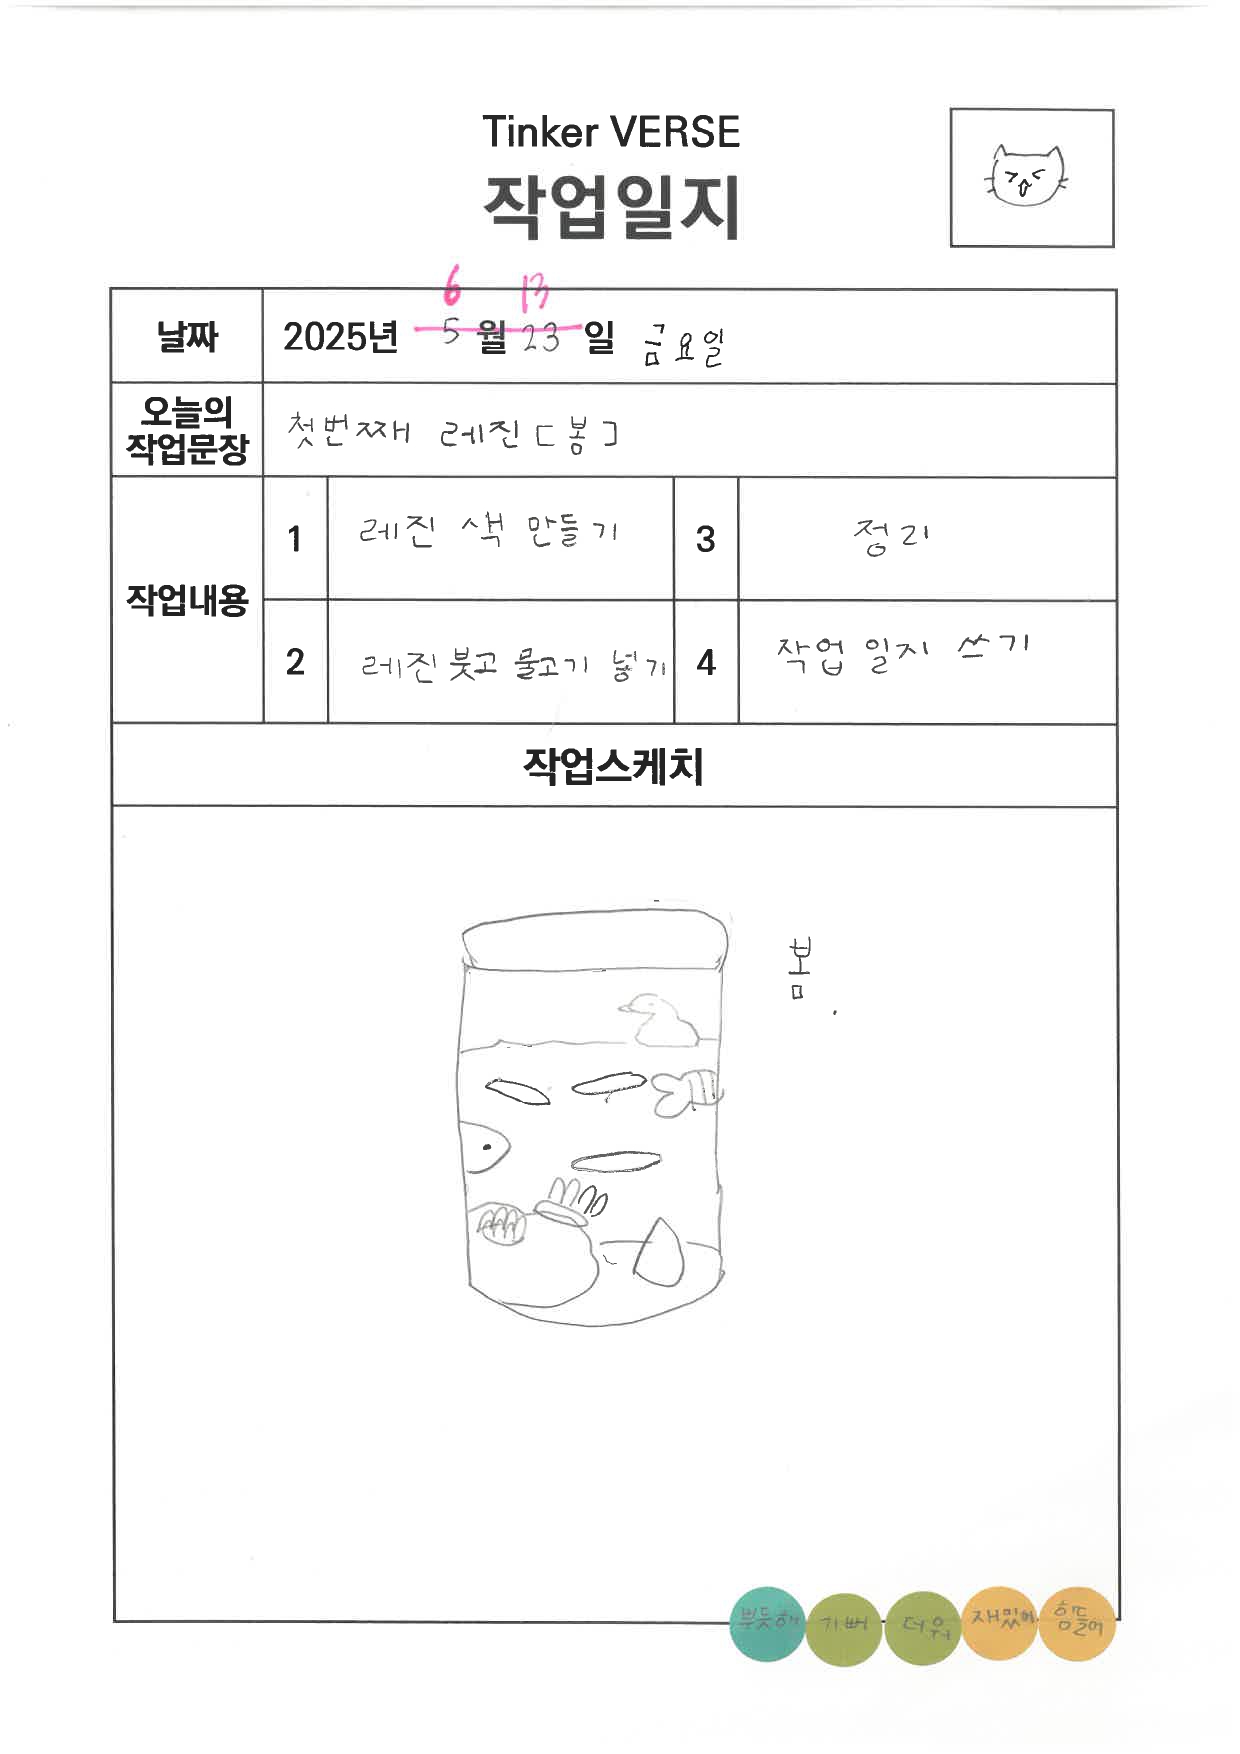 Tinker VERSE
작업일지
6 13
날짜 2025년 5월 23일 금요일
오늘의 작업문장 첫번째 레진[봄]
작업내용
1 레진 색 만들기
3 정리
2 레진 붓고 물고기 넣기
4 작업 일지 쓰기
작업스케치
봄.
뿌듯해 기뻐 더워 재밌어 힘들어